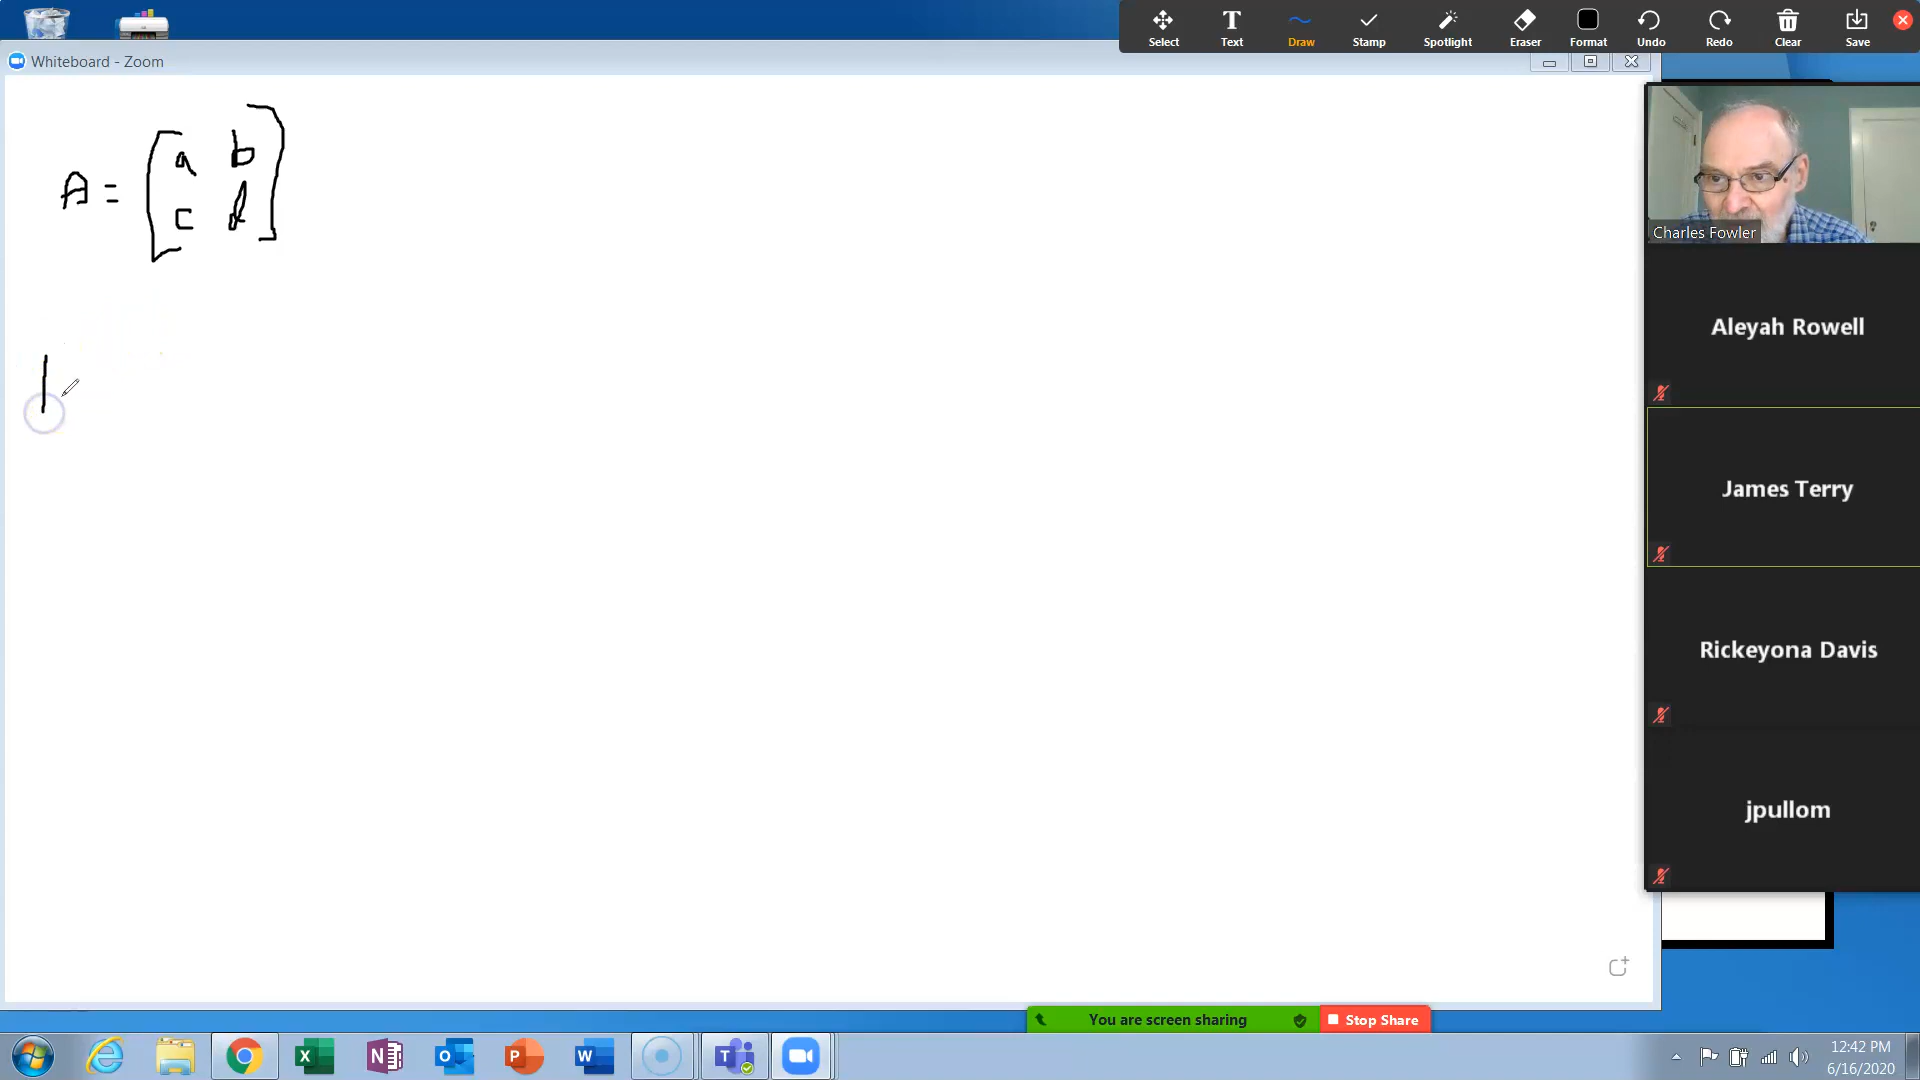 Select Text Draw Stamp Spotlight Eraser Format Undo Redo Clear Save
Whiteboard - Zoom
A = [a b
c d]
Charles Fowler
Aleyah Rowell
James Terry
Rickeyona Davis
jpullom
You are screen sharing Stop Share
12:42 PM
6/16/2020